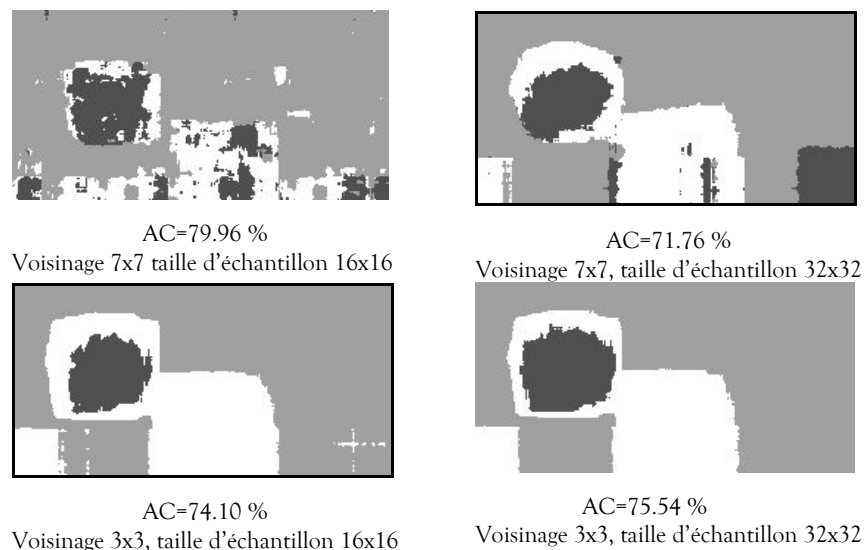 AC=79.96 %
Voisinage 7x7 taille d'échantillon 16x16
AC=71.76 %
Voisinage 7x7, taille d'échantillon 32x32
AC=74.10 %
Voisinage 3x3, taille d'échantillon 16x16
AC=75.54 %
Voisinage 3x3, taille d'échantillon 32x32